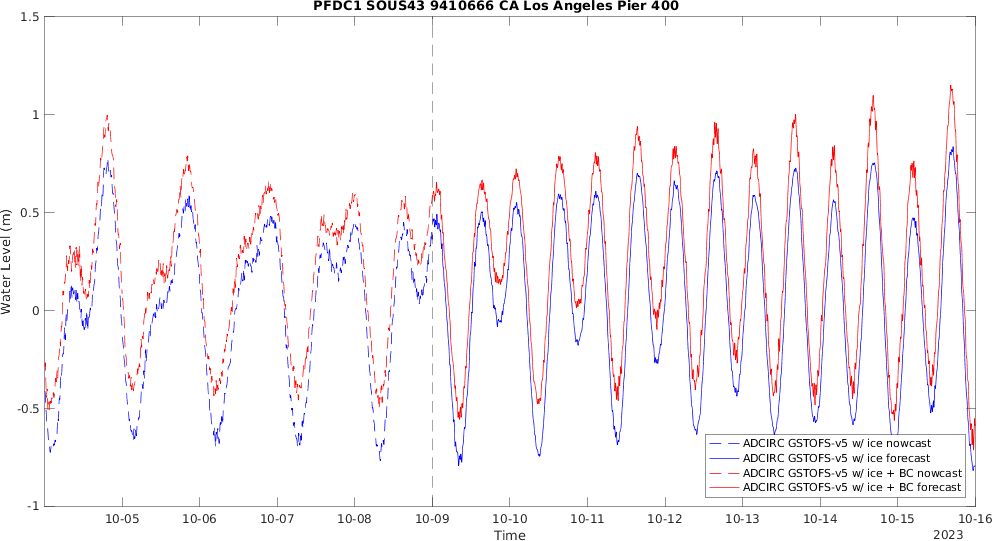 PFDC1 SOUS43 9410666 CA Los Angeles Pier 400
1.5
1
0.5
0
-0.5
-1
Water Level (m)
10-05 10-06 10-07 10-08 10-09 10-10 10-11 10-12 10-13 10-14 10-15 10-16
Time
2023
ADCIRC GSTOFS-v5 w/ ice nowcast
ADCIRC GSTOFS-v5 w/ ice forecast
ADCIRC GSTOFS-v5 w/ ice + BC nowcast
ADCIRC GSTOFS-v5 w/ ice + BC forecast